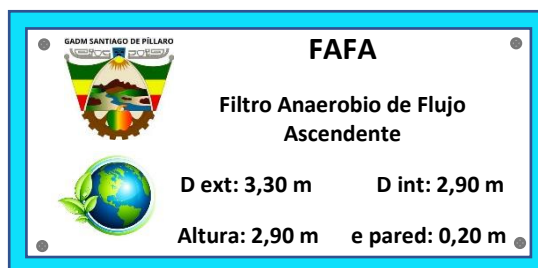 GADM SANTIAGO DE PÍLLARO
FAFA
Filtro Anaerobio de Flujo
Ascendente
D ext: 3,30 m D int: 2,90 m
Altura: 2,90 m e pared: 0,20 m